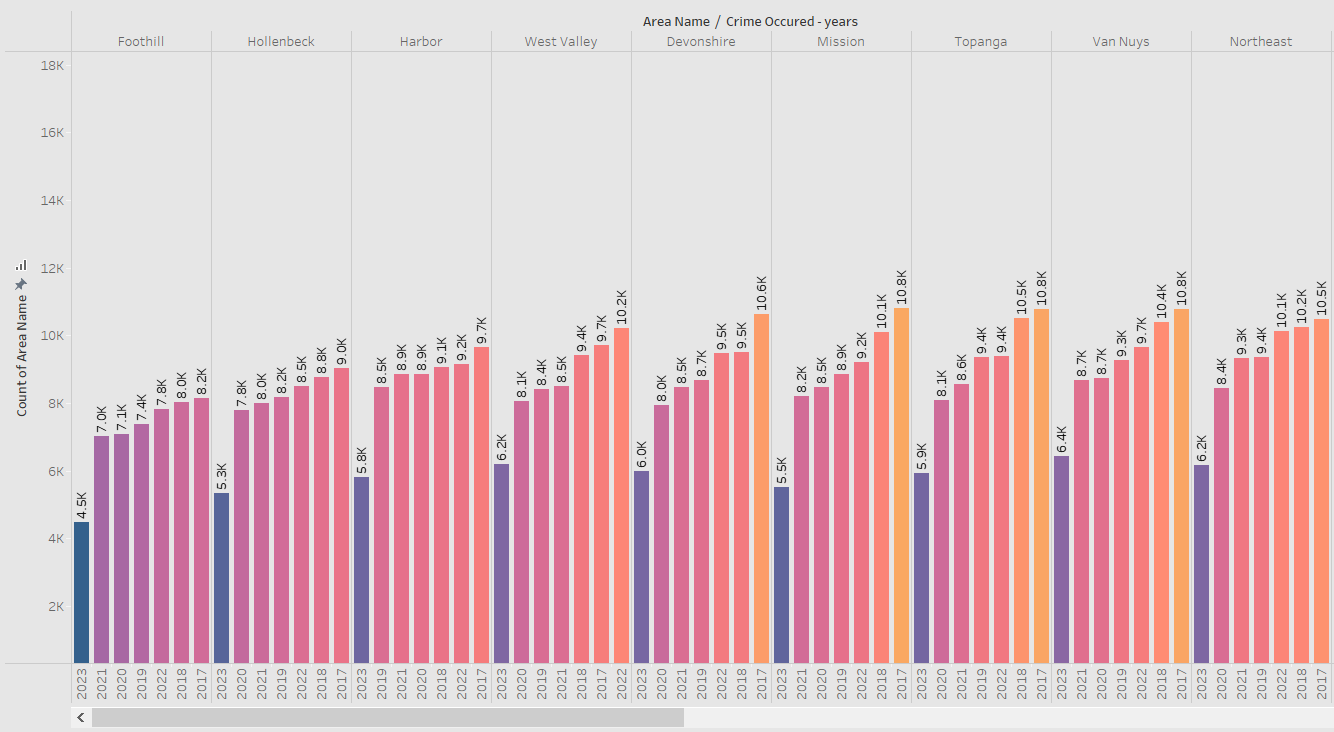 Area Name / Crime Occured - years
Foothill Hollenbeck Harbor West Valley Devonshire Mission Topanga Van Nuys Northeast
18K
16K
14K
12K
10K
8K
6K
4K
2K
Count of Area Name
4.5K 7.0K 7.1K 7.4K 7.8K 8.0K 8.2K
5.3K 7.8K 8.0K 8.2K 8.5K 8.8K 9.0K
5.8K 8.5K 8.9K 8.9K 9.1K 9.2K 9.7K
6.2K 8.1K 8.4K 8.5K 9.4K 9.7K 10.2K
6.0K 8.0K 8.5K 8.7K 9.5K 9.5K 10.6K
5.5K 8.2K 8.5K 8.9K 9.2K 10.1K 10.8K
5.9K 8.1K 8.6K 9.4K 9.4K 10.5K 10.8K
6.4K 8.7K 8.7K 9.3K 9.7K 10.4K 10.8K
6.2K 8.4K 9.3K 9.4K 10.1K 10.2K 10.5K
2023 2021 2020 2019 2022 2018 2017
2023 2020 2021 2019 2022 2018 2017
2023 2019 2021 2020 2018 2022 2017
2023 2020 2019 2021 2018 2017 2022
2023 2020 2021 2019 2022 2018 2017
2023 2021 2020 2019 2022 2018 2017
2023 2020 2021 2019 2022 2018 2017
2023 2021 2020 2019 2022 2018 2017
2023 2020 2021 2019 2022 2018 2017